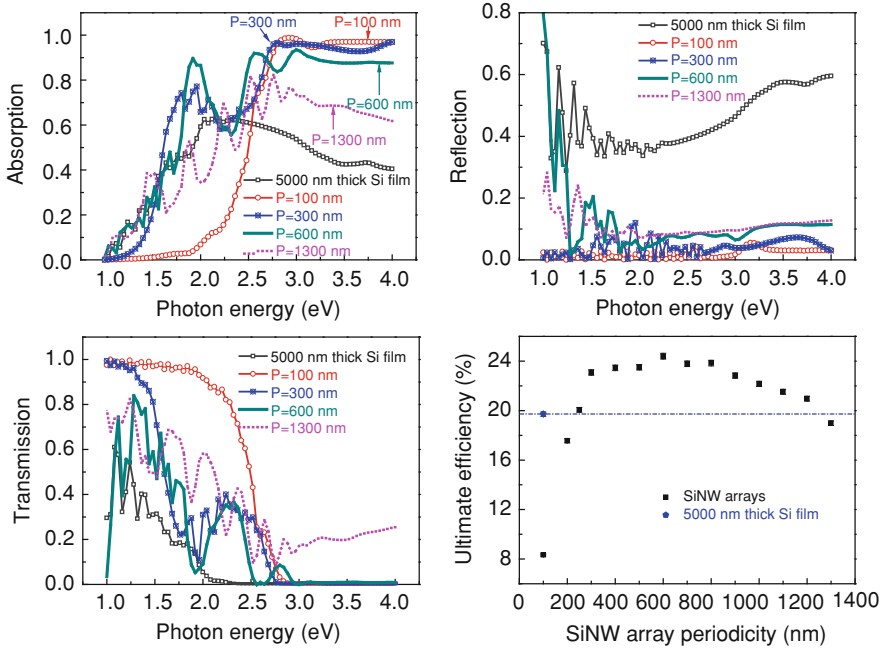 P=300 nm
P=100 nm
P=600 nm
P=1300 nm
5000 nm thick Si film
P=100 nm
P=300 nm
P=600 nm
P=1300 nm
Absorption
1.0
0.8
0.6
0.4
0.2
0.0
1.0 1.5 2.0 2.5 3.0 3.5 4.0
Photon energy (eV)
5000 nm thick Si film
P=100 nm
P=300 nm
P=600 nm
P=1300 nm
Reflection
0.8
0.6
0.4
0.2
0.0
1.0 1.5 2.0 2.5 3.0 3.5 4.0
Photon energy (eV)
5000 nm thick Si film
P=100 nm
P=300 nm
P=600 nm
P=1300 nm
Transmission
1.0
0.8
0.6
0.4
0.2
0.0
1.0 1.5 2.0 2.5 3.0 3.5 4.0
Photon energy (eV)
Ultimate efficiency (%)
24
20
16
12
8
SiNW arrays
5000 nm thick Si film
0 200 400 600 800 1000 1200 1400
SiNW array periodicity (nm)